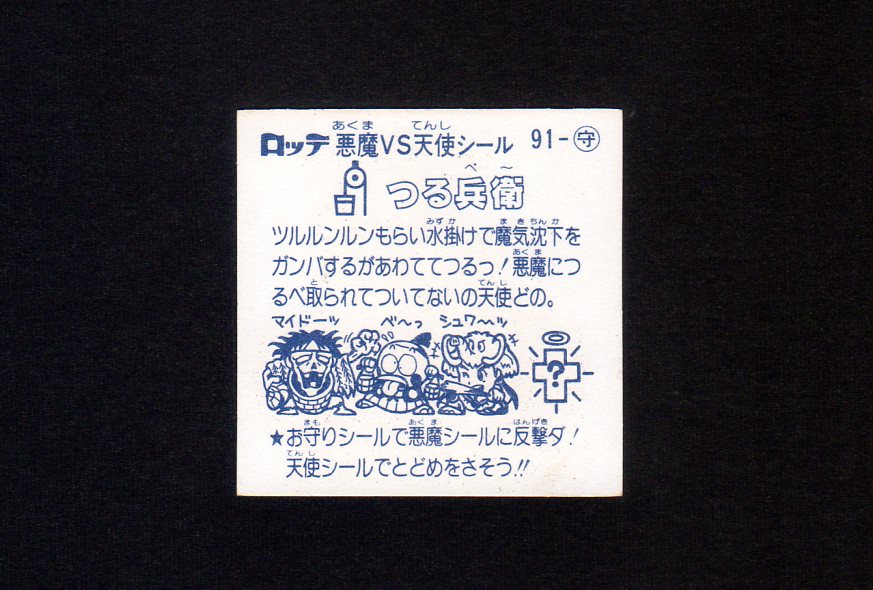 ロッテ 悪魔VS天使シール 91-守
つる兵衛
ツルルンルンもらい水掛けで魔気沈下を
ガンバするがあわててつるっ!悪魔につ
るべ取られてついてないの天使どの。
マイドーッ ベ〜っ シュワ〜ッ
?
★お守りシールで悪魔シールに反撃ダ!
天使シールでとどめをさそう!!